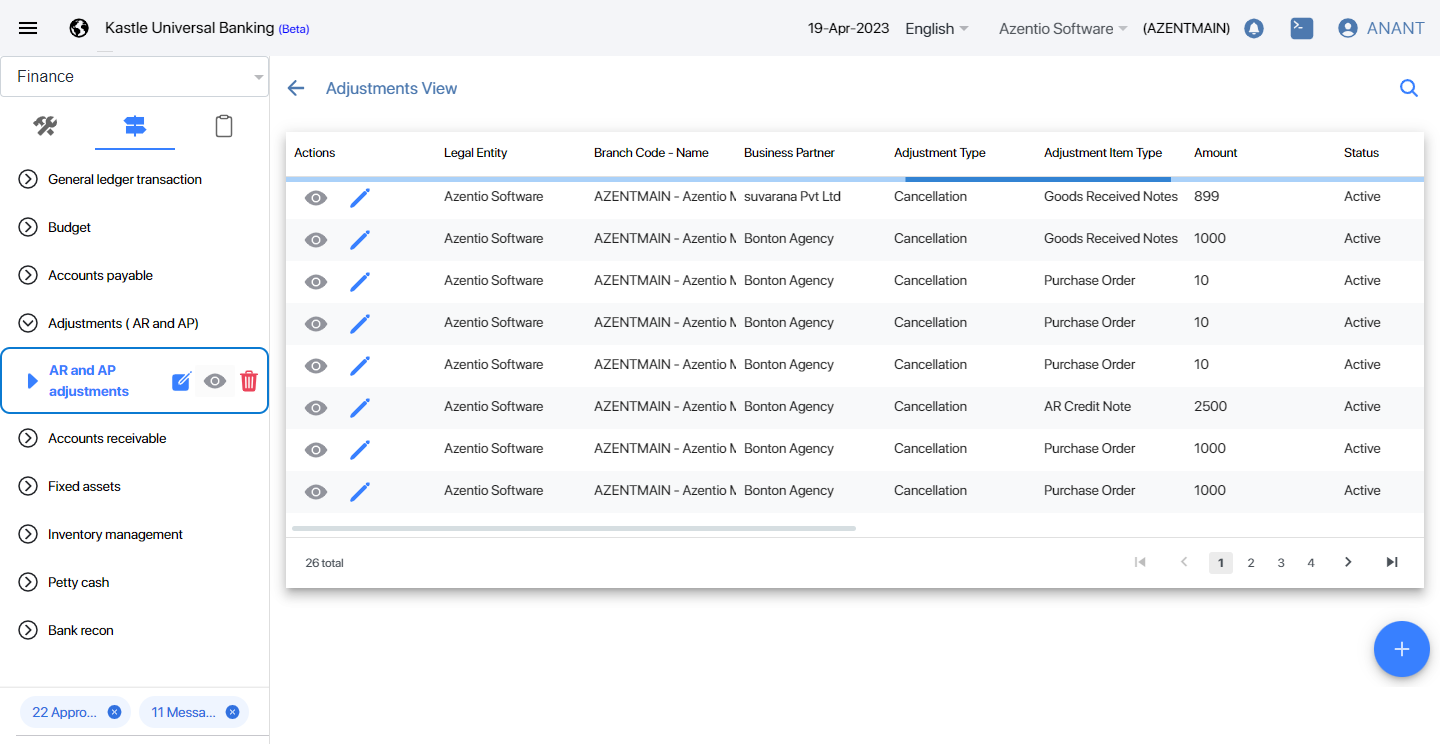 Kastle Universal Banking (Beta)
19-Apr-2023 English Azentio Software (AZENTMAIN) ANANT
Finance
General ledger transaction
Budget
Accounts payable
Adjustments ( AR and AP)
AR and AP
adjustments
Accounts receivable
Fixed assets
Inventory management
Petty cash
Bank recon
22 Appro... 11 Messa...
Adjustments View
Actions Legal Entity Branch Code - Name Business Partner Adjustment Type Adjustment Item Type Amount Status
Azentio Software AZENTMAIN - Azentio M suvarana Pvt Ltd Cancellation Goods Received Notes 899 Active
Azentio Software AZENTMAIN - Azentio M Bonton Agency Cancellation Goods Received Notes 1000 Active
Azentio Software AZENTMAIN - Azentio M Bonton Agency Cancellation Purchase Order 10 Active
Azentio Software AZENTMAIN - Azentio M Bonton Agency Cancellation Purchase Order 10 Active
Azentio Software AZENTMAIN - Azentio M Bonton Agency Cancellation Purchase Order 10 Active
Azentio Software AZENTMAIN - Azentio M Bonton Agency Cancellation AR Credit Note 2500 Active
Azentio Software AZENTMAIN - Azentio M Bonton Agency Cancellation Purchase Order 1000 Active
Azentio Software AZENTMAIN - Azentio M Bonton Agency Cancellation Purchase Order 1000 Active
26 total 1 2 3 4